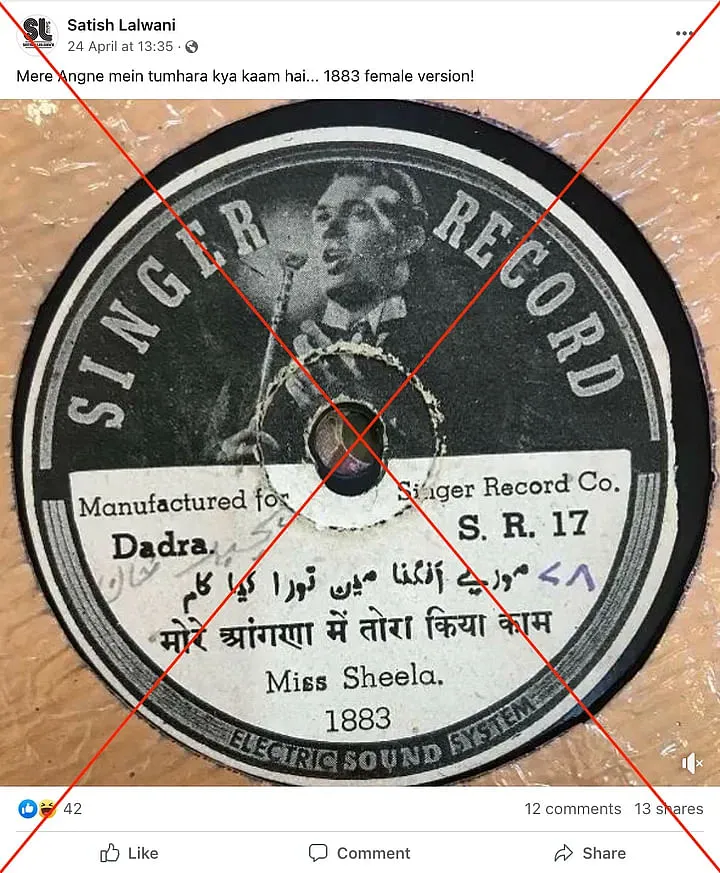 SL
Satish Lalwani
24 April at 13:35
Mere Angne mein tumhara kya kaam hai... 1883 female version!
SINGER RECORD
Manufactured for Singer Record Co.
Dadra. S. R. 17
مورے آنگنا میں تورا کیا کام
मोरे आंगणा में तोरा किया काम
Miss Sheela.
1883
ELECTRIC SOUND SYSTEM
42 12 comments 13 shares
Like Comment Share